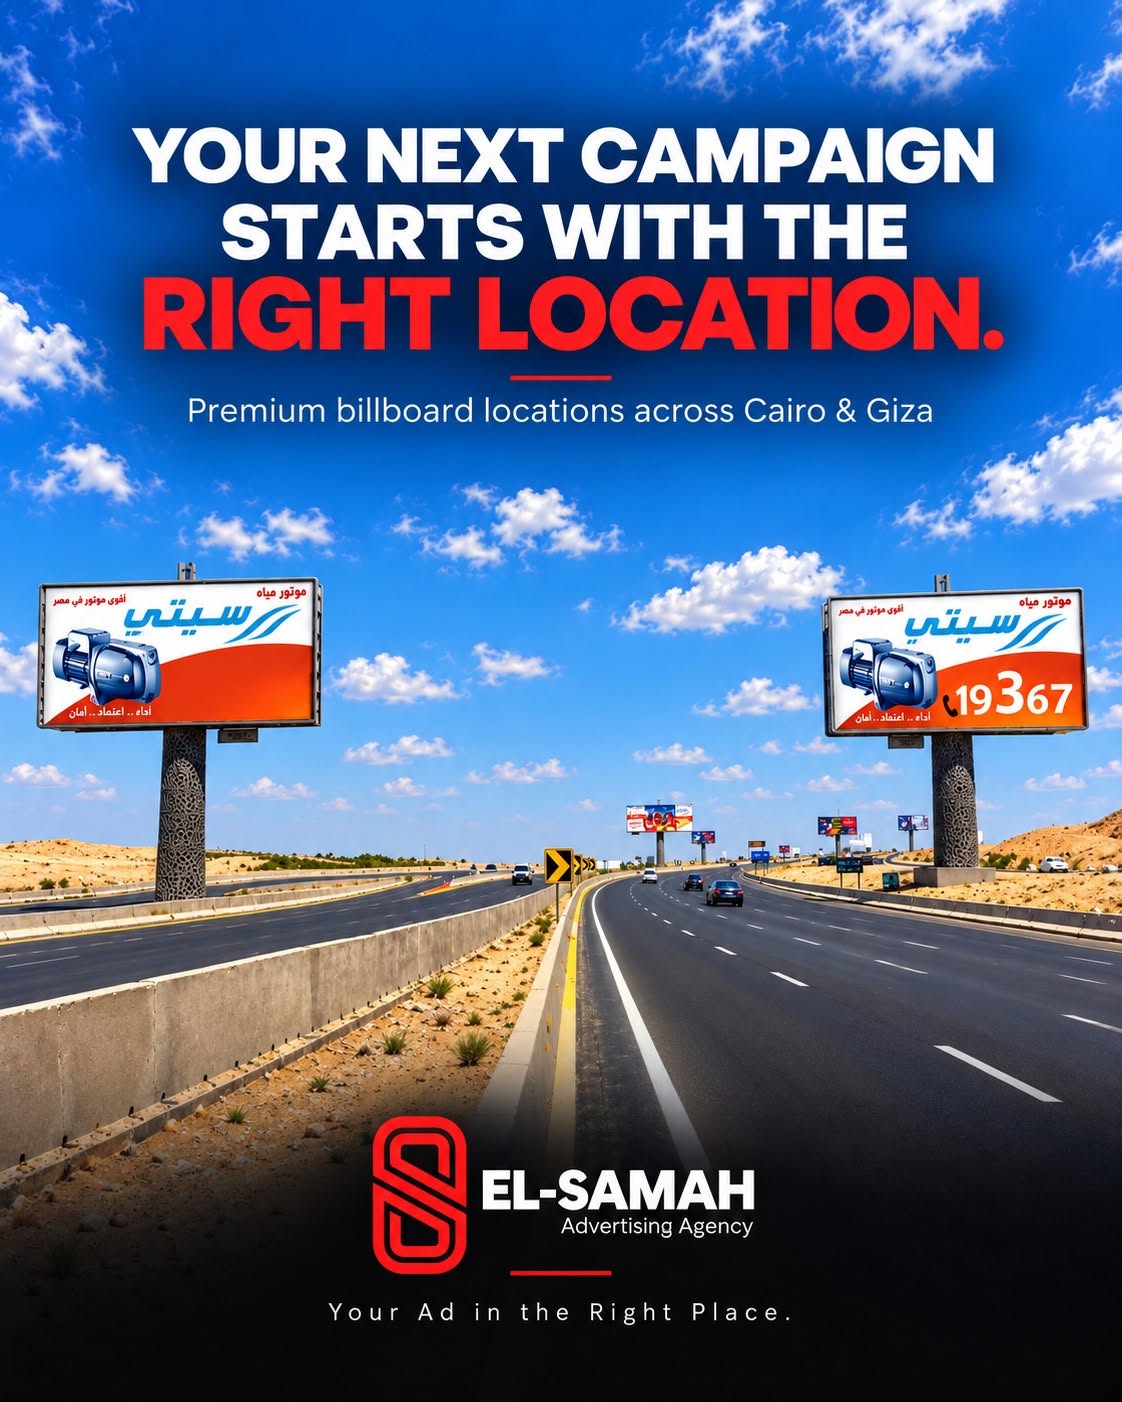 YOUR NEXT CAMPAIGN
STARTS WITH THE
RIGHT LOCATION.
Premium billboard locations across Cairo & Giza
موتور مياه
أقوى موتور في مصر
سيتي
أداء .. اعتماد .. أمان
موتور مياه
أقوى موتور في مصر
سيتي
19367
أداء .. اعتماد .. أمان
EL-SAMAH
Advertising Agency
Your Ad in the Right Place.